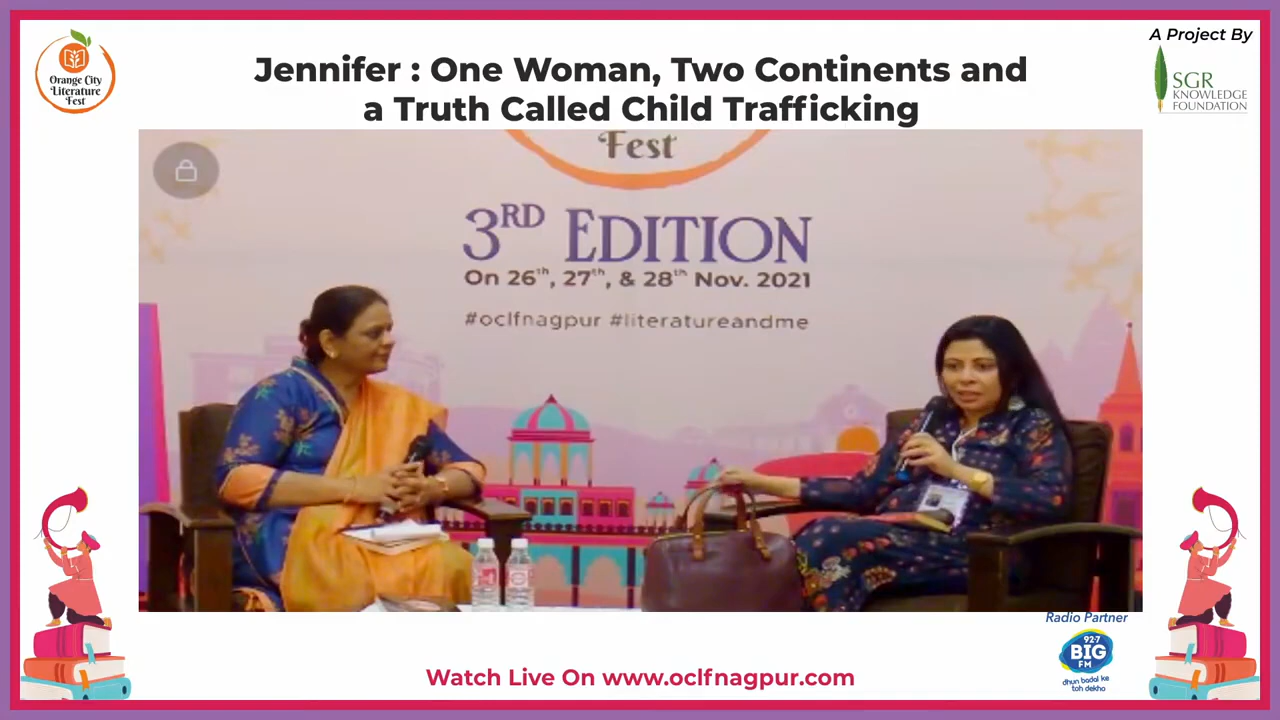 Orange City
Literature
Fest
Jennifer : One Woman, Two Continents and
a Truth Called Child Trafficking
A Project By
SGR
KNOWLEDGE
FOUNDATION
Fest
3RD EDITION
On 26th, 27th, & 28th Nov. 2021
#oclfnagpur #literatureandme
Radio Partner
92.7
BIG
FM
dhun badal ke
toh dekho
Watch Live On www.oclfnagpur.com